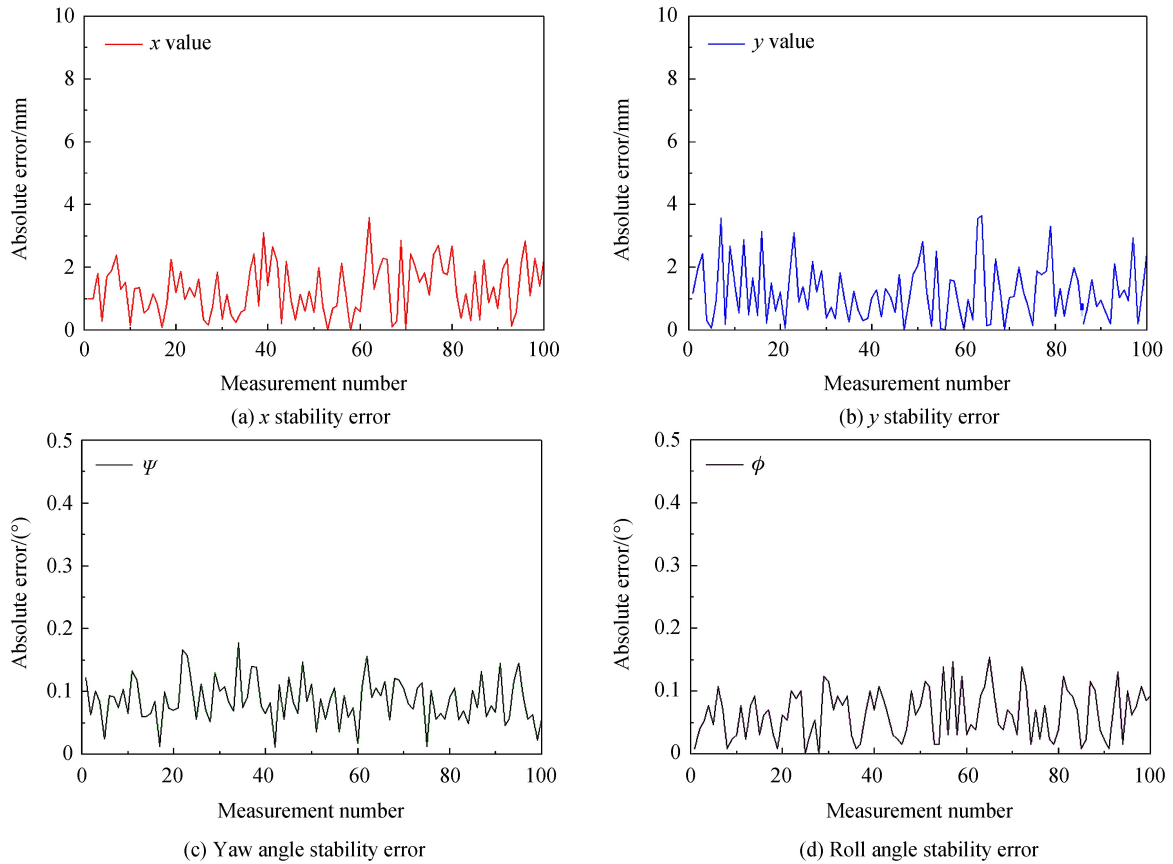 10
8
6
4
2
0
x value
Absolute error/mm
0 20 40 60 80 100
Measurement number
(a) x stability error
10
8
6
4
2
0
y value
Absolute error/mm
0 20 40 60 80 100
Measurement number
(b) y stability error
0.5
0.4
0.3
0.2
0.1
0
Ψ
Absolute error/(°)
0 20 40 60 80 100
Measurement number
(c) Yaw angle stability error
0.5
0.4
0.3
0.2
0.1
0
ϕ
Absolute error/(°)
0 20 40 60 80 100
Measurement number
(d) Roll angle stability error